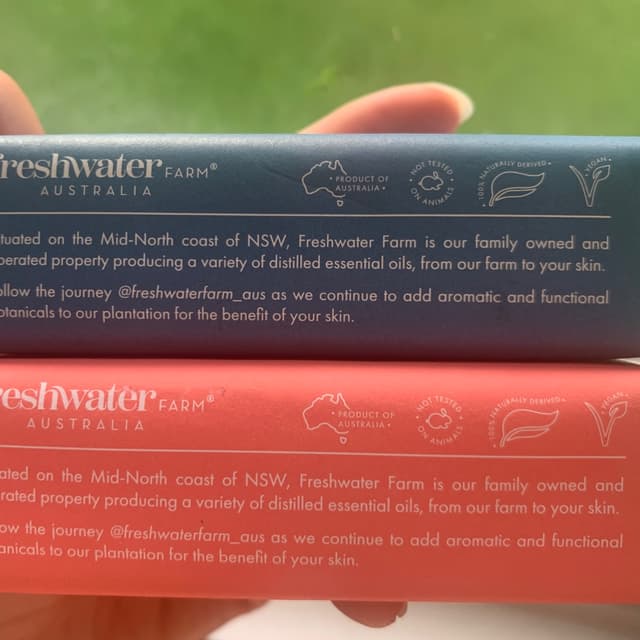 freshwater FARM®
AUSTRALIA
PRODUCT OF AUSTRALIA
NOT TESTED ON ANIMALS
100% NATURALLY DERIVED
VEGAN
tuated on the Mid-North coast of NSW, Freshwater Farm is our family owned and
perated property producing a variety of distilled essential oils, from our farm to your skin.
ollow the journey @freshwaterfarm_aus as we continue to add aromatic and functional
otanicals to our plantation for the benefit of your skin.
reshwater FARM®
AUSTRALIA
PRODUCT OF AUSTRALIA
NOT TESTED ON ANIMALS
100% NATURALLY DERIVED
VEGAN
ated on the Mid-North coast of NSW, Freshwater Farm is our family owned and
rated property producing a variety of distilled essential oils, from our farm to your skin.
ow the journey @freshwaterfarm_aus as we continue to add aromatic and functional
anicals to our plantation for the benefit of your skin.